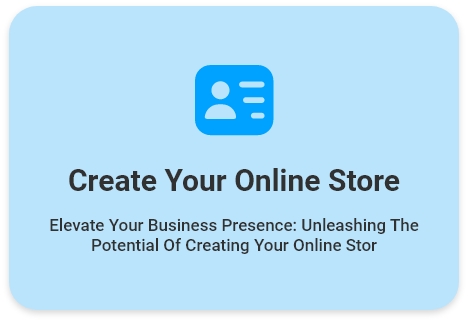 Create Your Online Store
Elevate Your Business Presence: Unleashing The
Potential Of Creating Your Online Stor